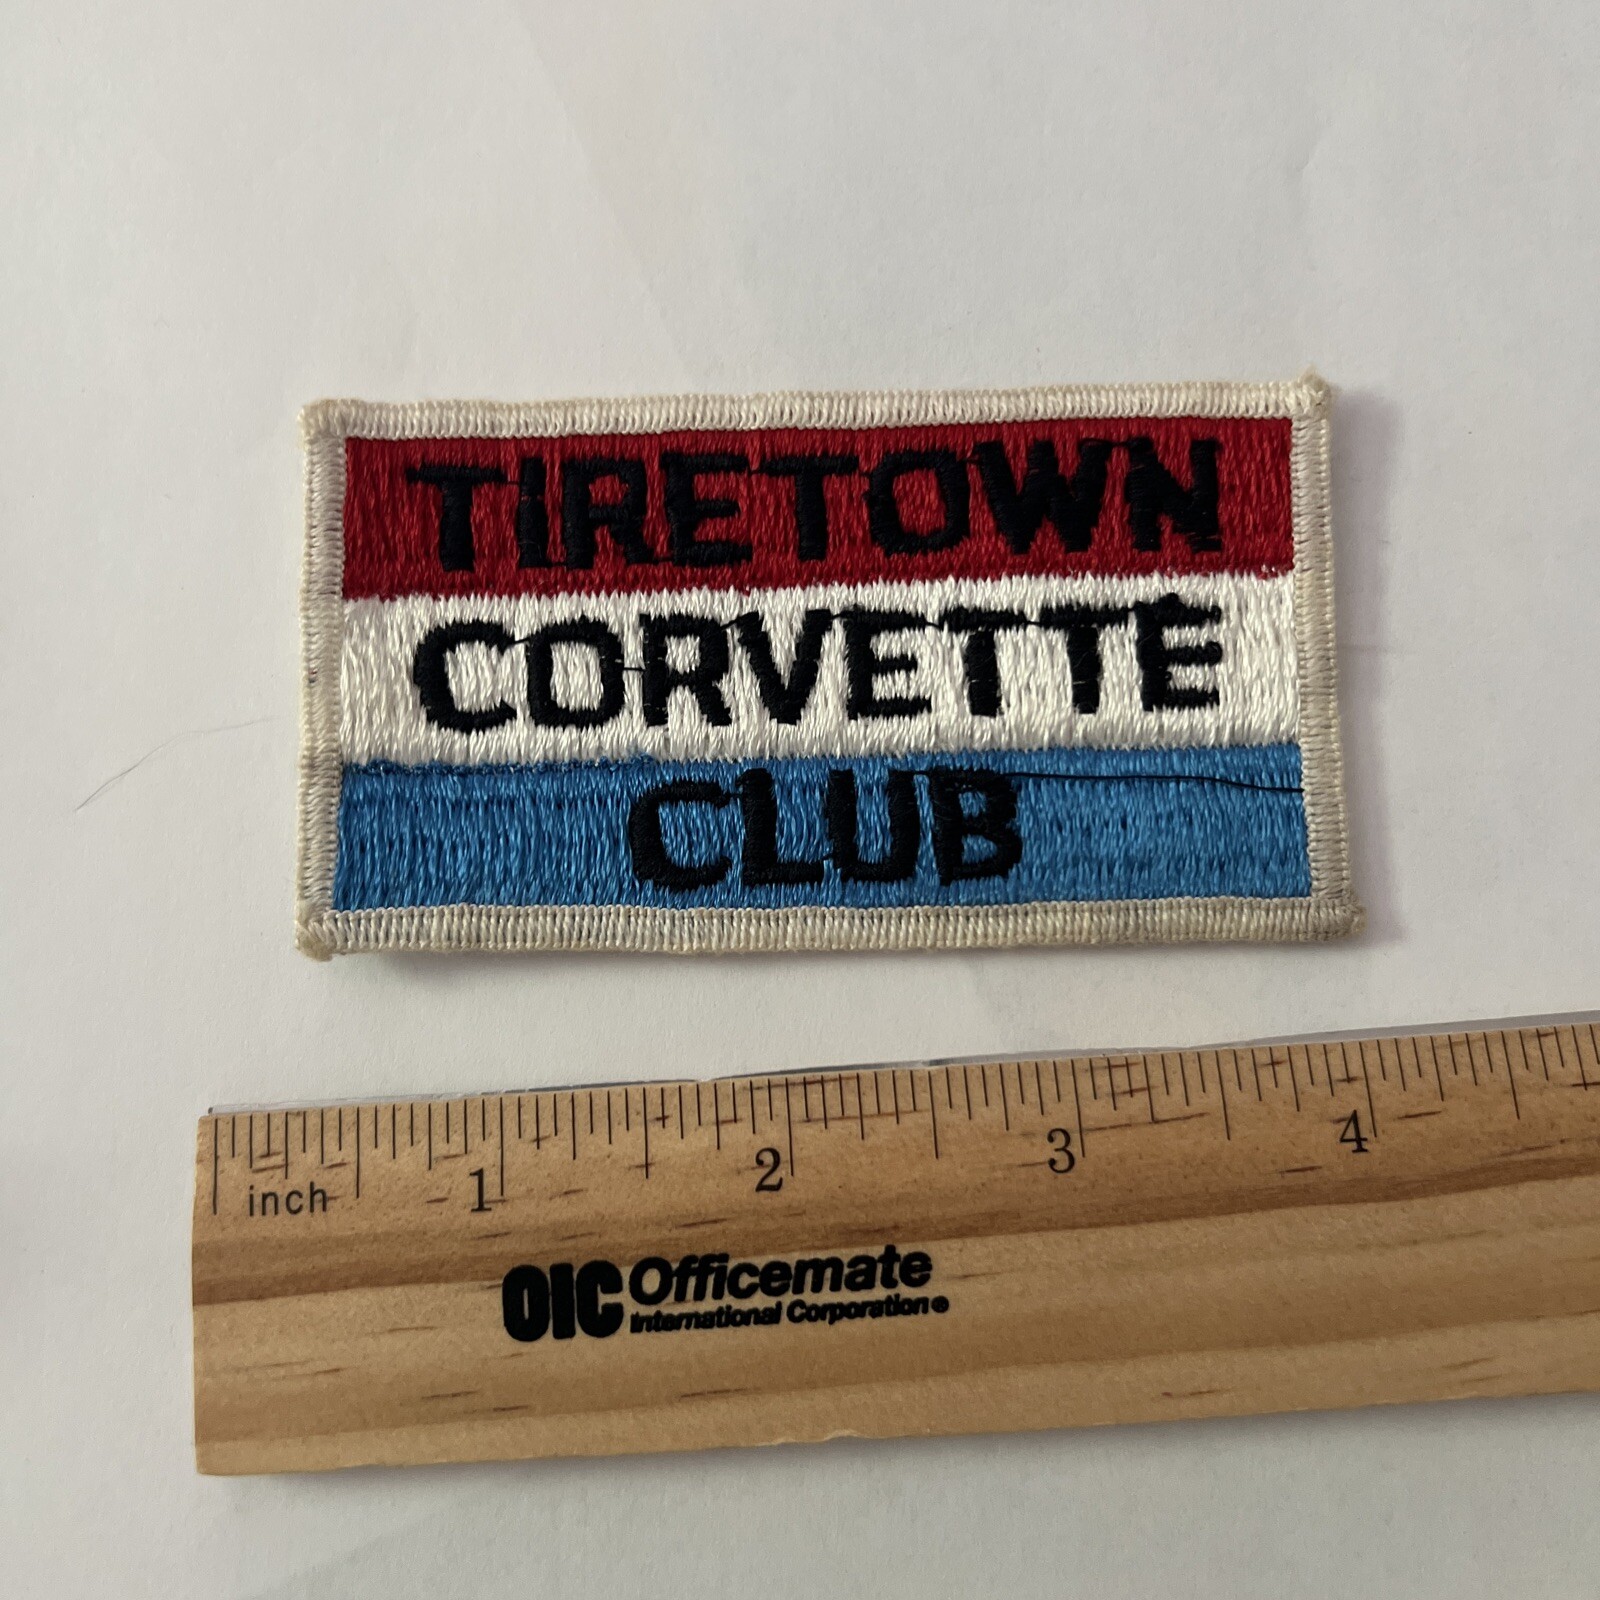 TIRETOWN
CORVETTE
CLUB
inch 1 2 3 4
OIC Officemate
International Corporation®